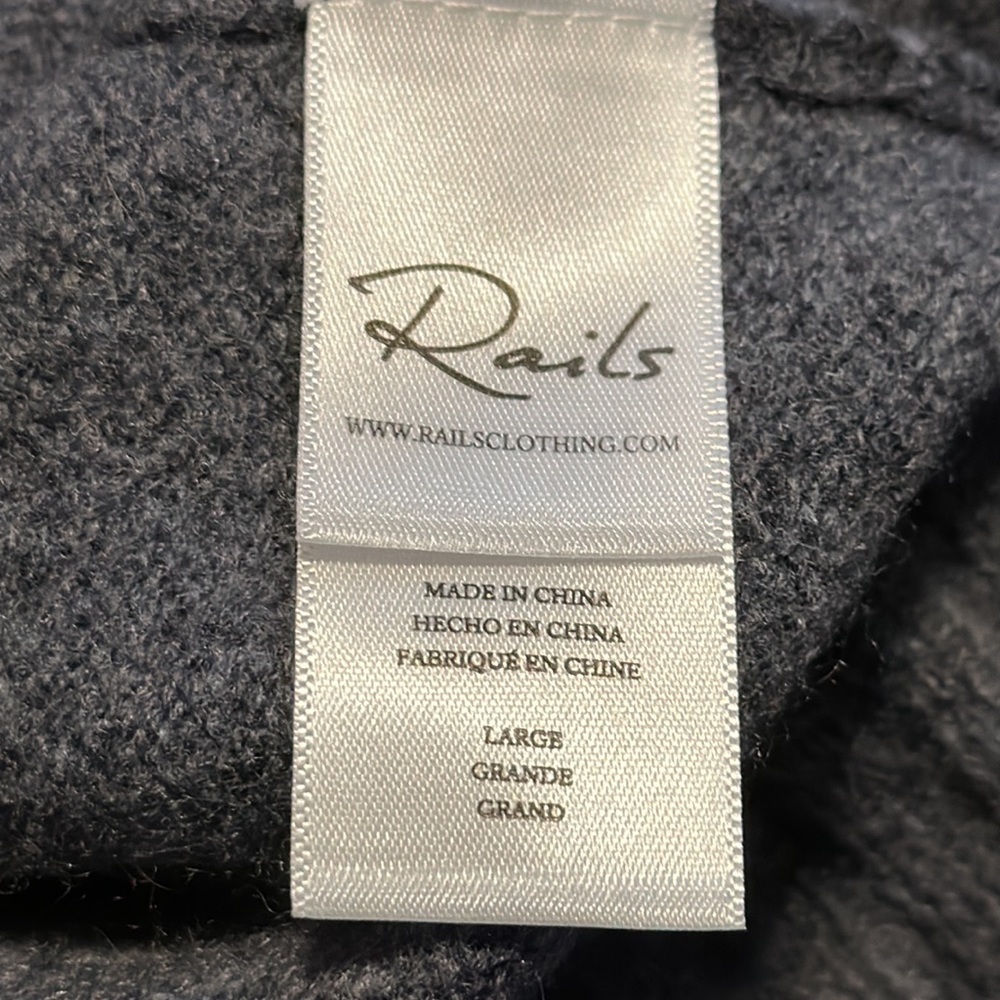 Rails
WWW.RAILSCLOTHING.COM
MADE IN CHINA
HECHO EN CHINA
FABRIQUÉ EN CHINE
LARGE
GRANDE
GRAND